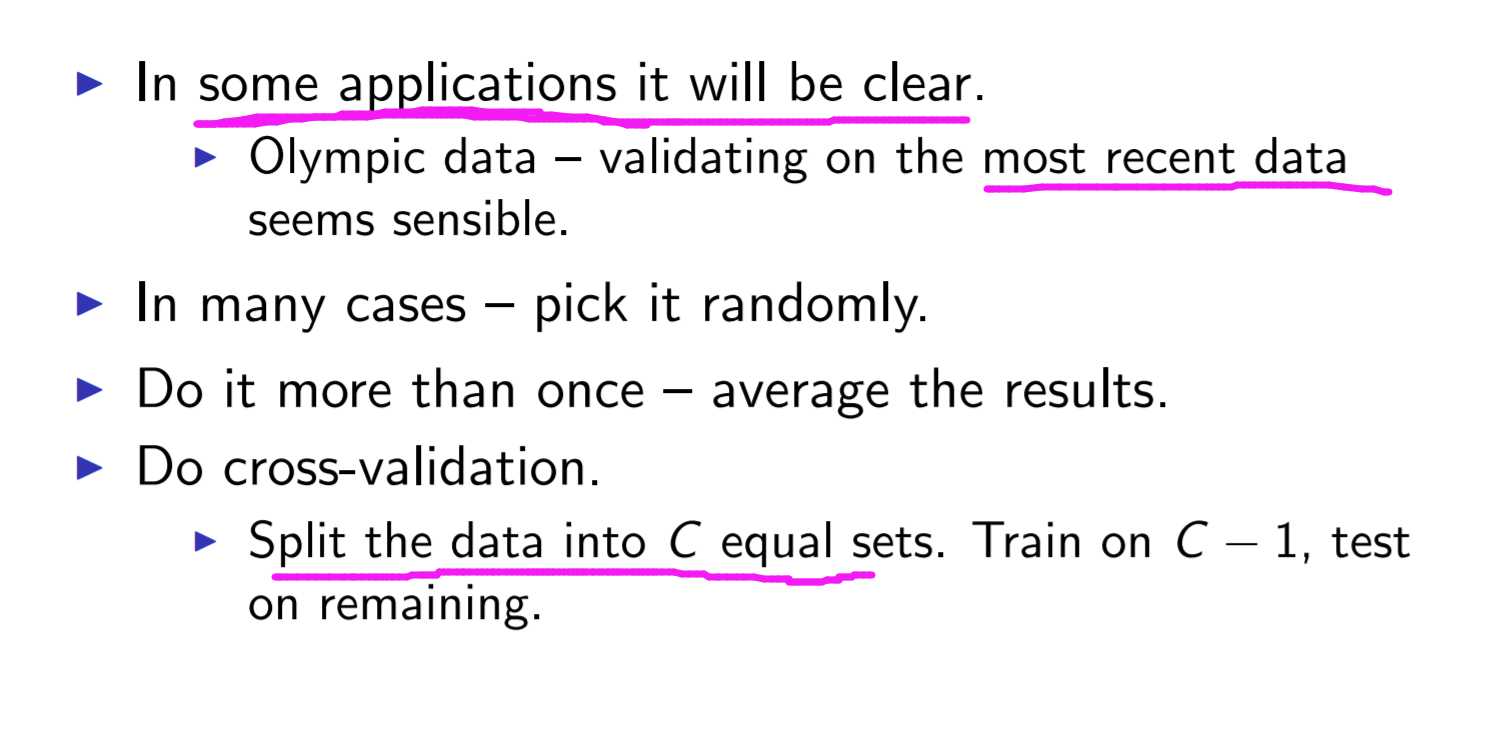 In some applications it will be clear.
Olympic data – validating on the most recent data
seems sensible.
In many cases – pick it randomly.
Do it more than once – average the results.
Do cross-validation.
Split the data into C equal sets. Train on C − 1, test
on remaining.